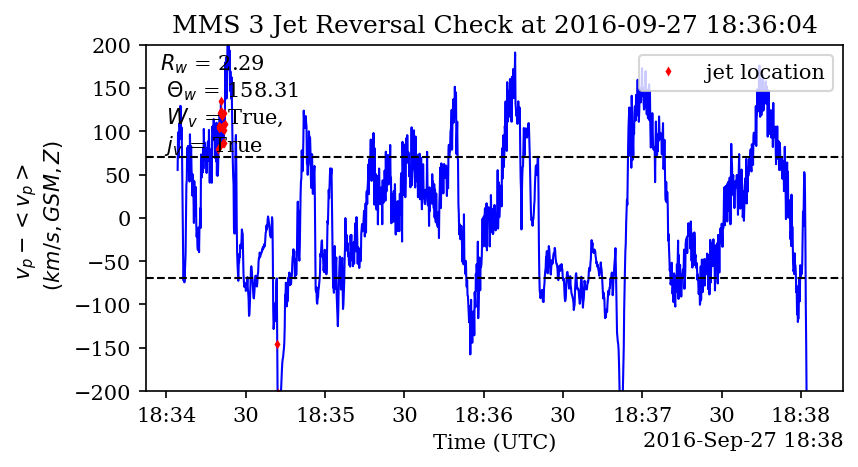 MMS 3 Jet Reversal Check at 2016-09-27 18:36:04
R_w = 2.29
Θ_w = 158.31
W_v = True,
j_v = True
jet location
200
150
100
50
0
−50
−100
−150
−200
v_p − < v_p >
(km/s, GSM, Z)
18:34 30 18:35 30 18:36 30 18:37 30 18:38
Time (UTC)
2016-Sep-27 18:38